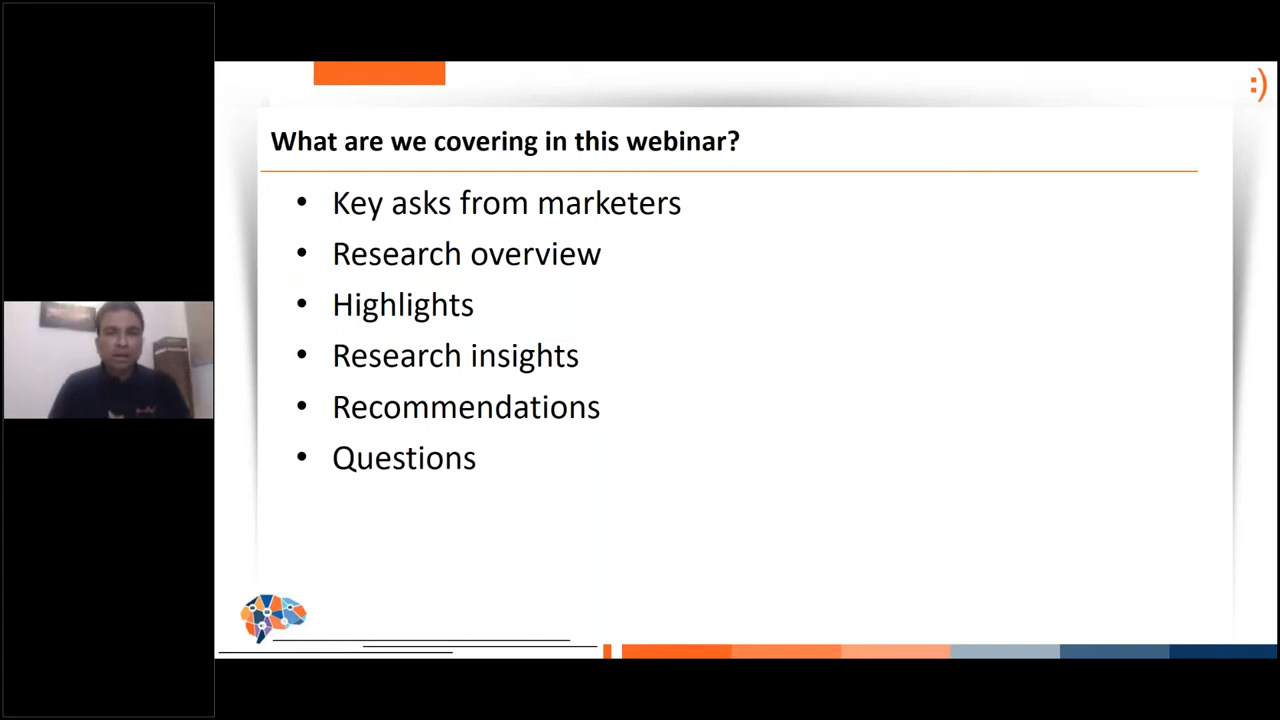 :)
What are we covering in this webinar?
• Key asks from marketers
• Research overview
• Highlights
• Research insights
• Recommendations
• Questions